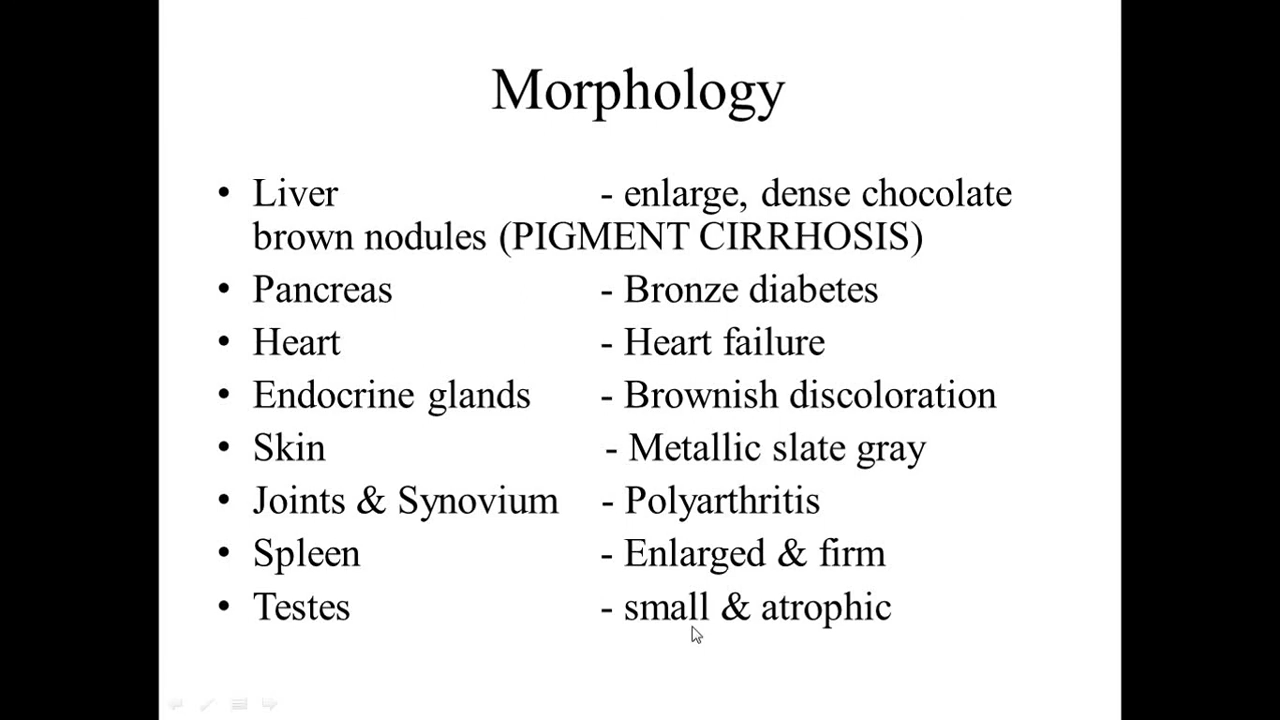 Morphology
• Liver - enlarge, dense chocolate
brown nodules (PIGMENT CIRRHOSIS)
• Pancreas - Bronze diabetes
• Heart - Heart failure
• Endocrine glands - Brownish discoloration
• Skin - Metallic slate gray
• Joints & Synovium - Polyarthritis
• Spleen - Enlarged & firm
• Testes - small & atrophic